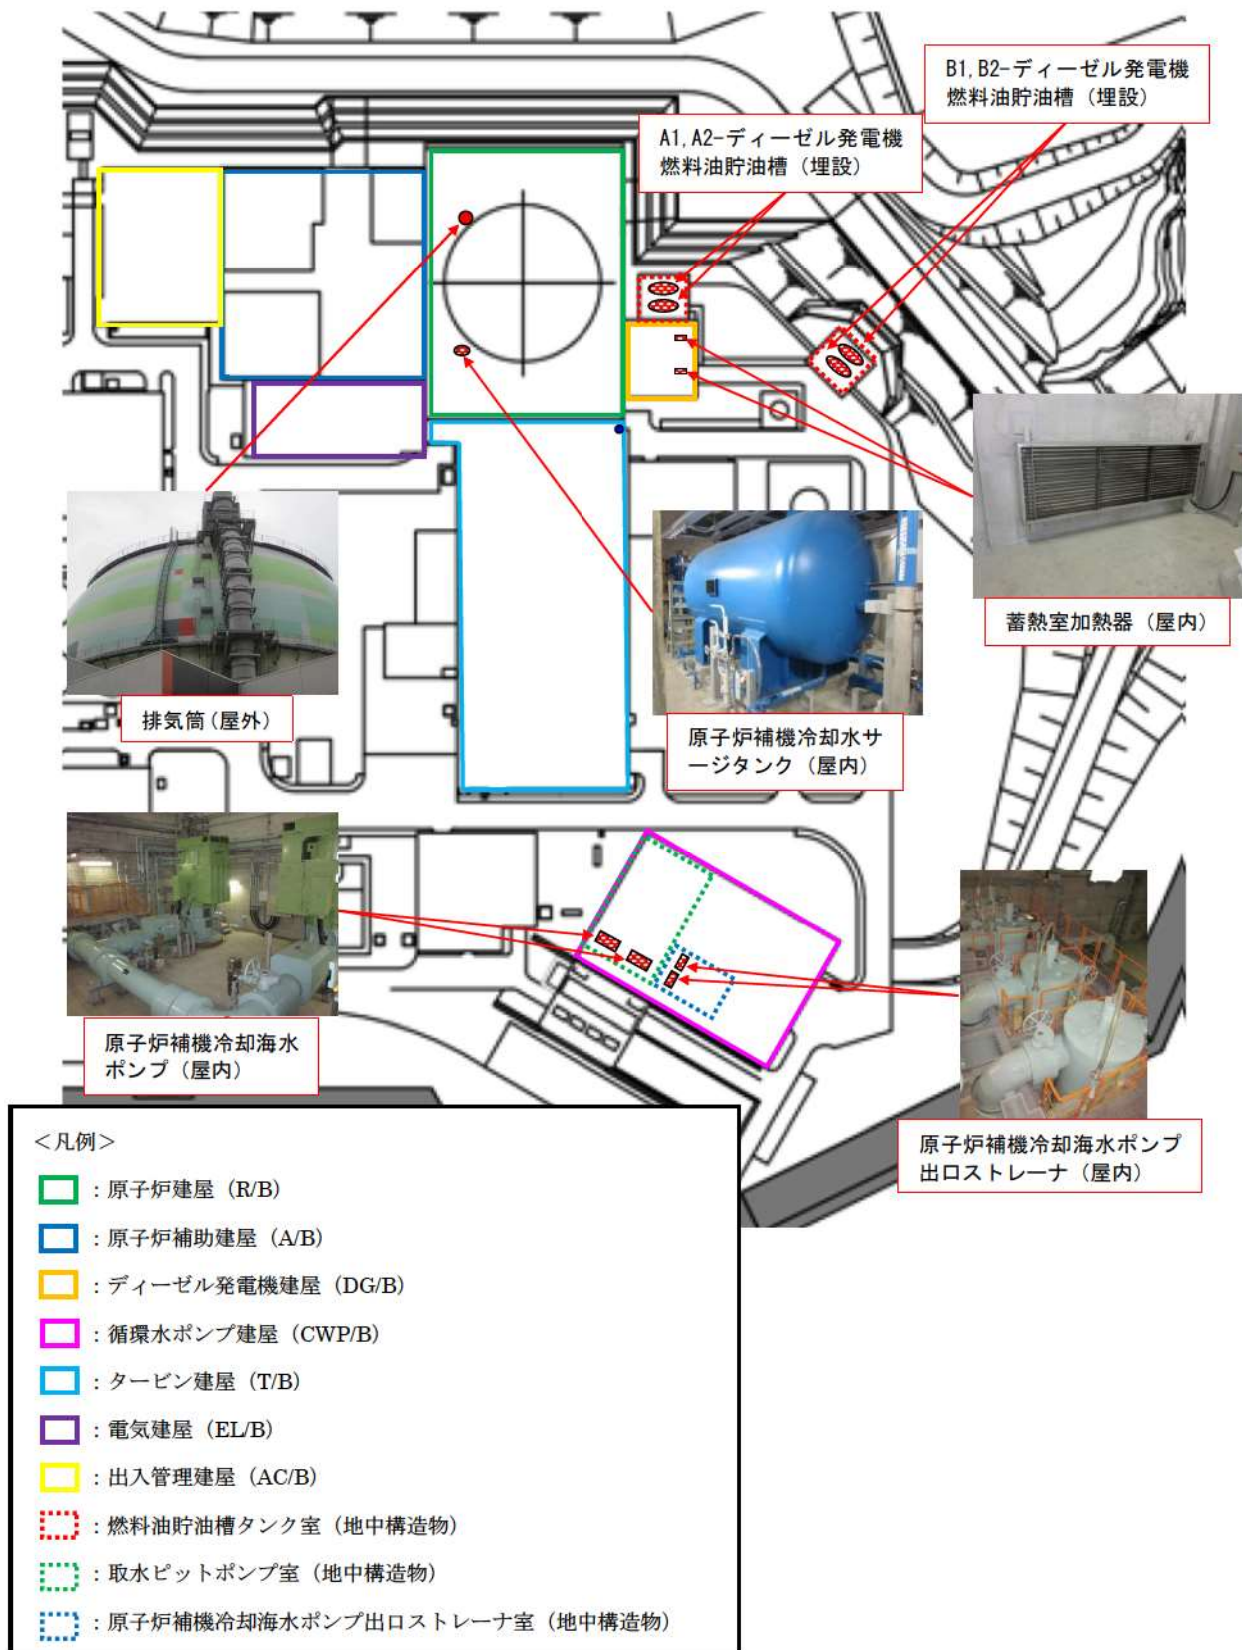 B1,B2-ディーゼル発電機
燃料油貯油槽（埋設）
A1,A2-ディーゼル発電機
燃料油貯油槽（埋設）
蓄熱室加熱器（屋内）
排気筒(屋外)
原子炉補機冷却水サ
ージタンク（屋内）
原子炉補機冷却海水
ポンプ（屋内）
原子炉補機冷却海水ポンプ
出口ストレーナ（屋内）
＜凡例＞
：原子炉建屋（R/B）
：原子炉補助建屋（A/B）
：ディーゼル発電機建屋（DG/B）
：循環水ポンプ建屋（CWP/B）
：タービン建屋（T/B）
：電気建屋（EL/B）
：出入管理建屋（AC/B）
：燃料油貯油槽タンク室（地中構造物）
：取水ピットポンプ室（地中構造物）
：原子炉補機冷却海水ポンプ出口ストレーナ室（地中構造物）